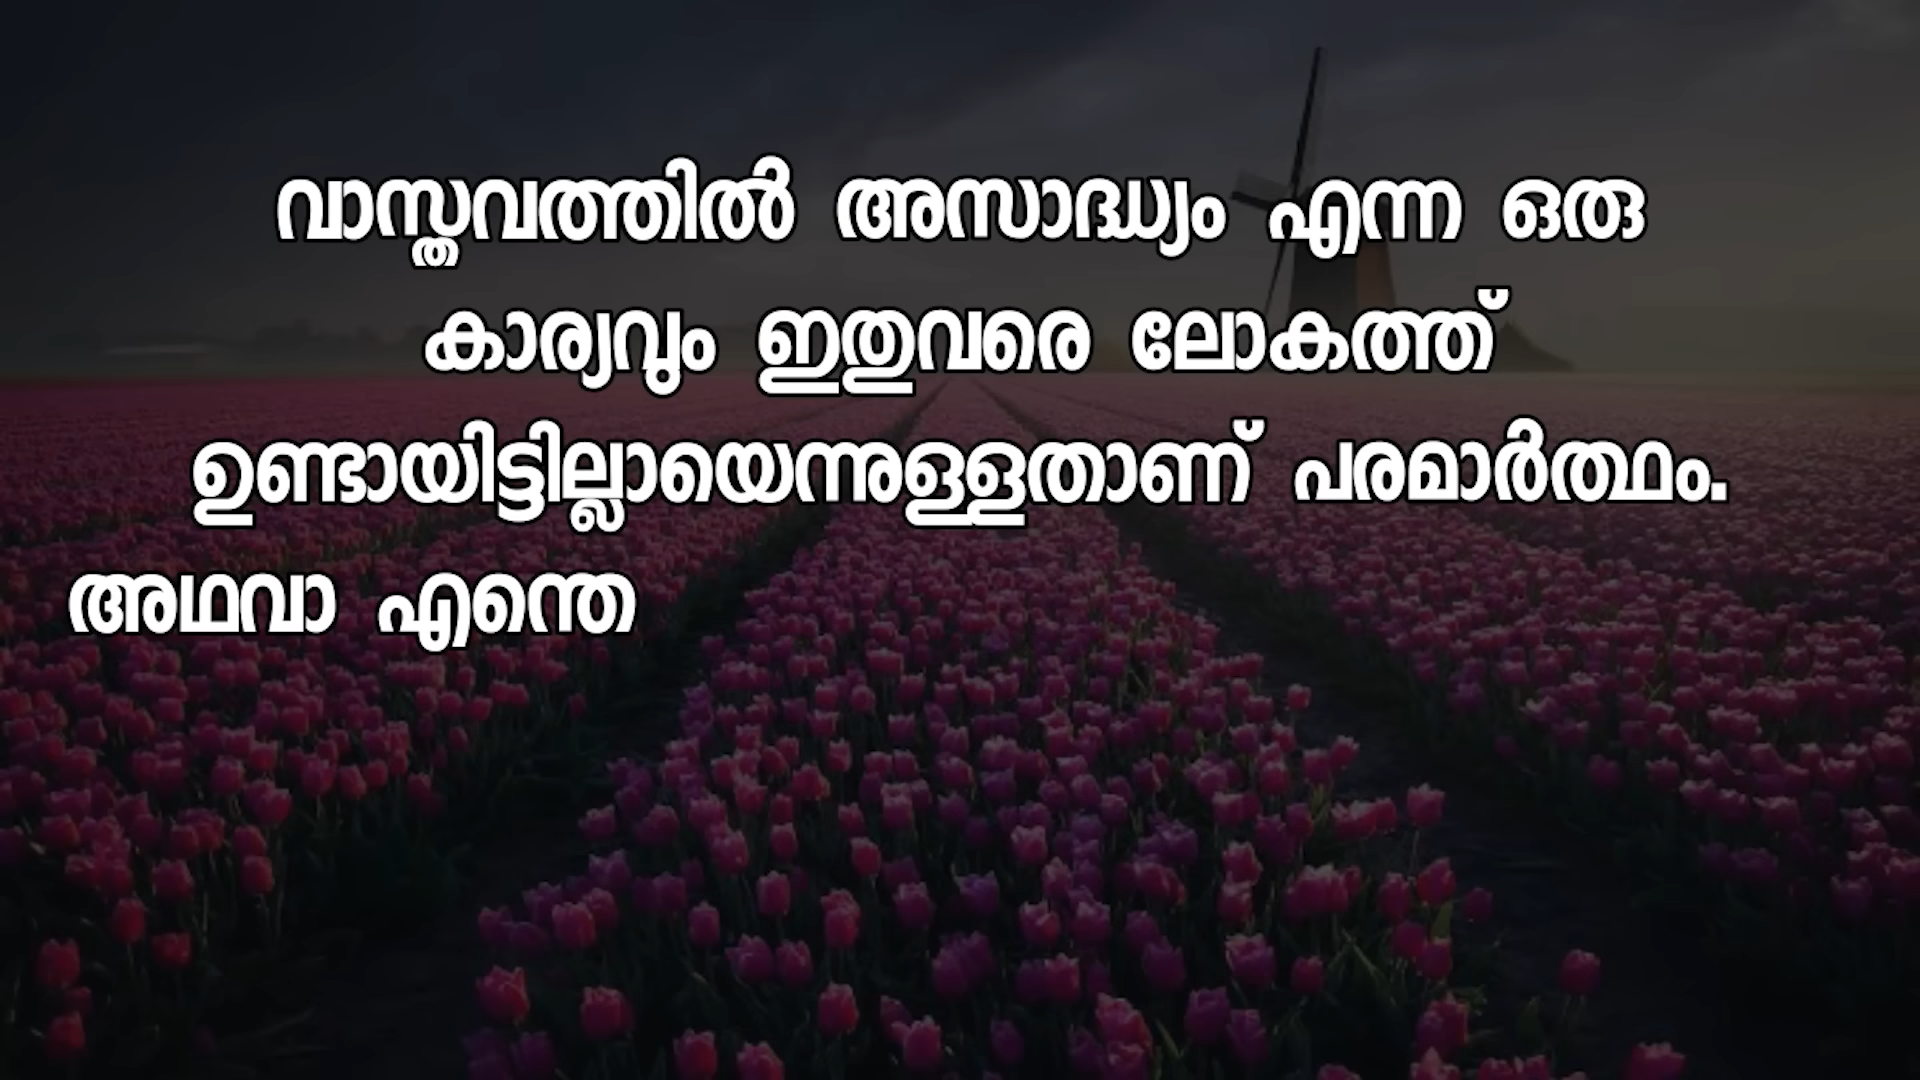 വാസ്തവത്തിൽ അസാദ്ധ്യം എന്ന ഒരു
കാര്യവും ഇതുവരെ ലോകത്ത്
ഉണ്ടായിട്ടില്ലായെന്നുള്ളതാണ് പരമാർത്ഥം.
അഥവാ എന്തെ